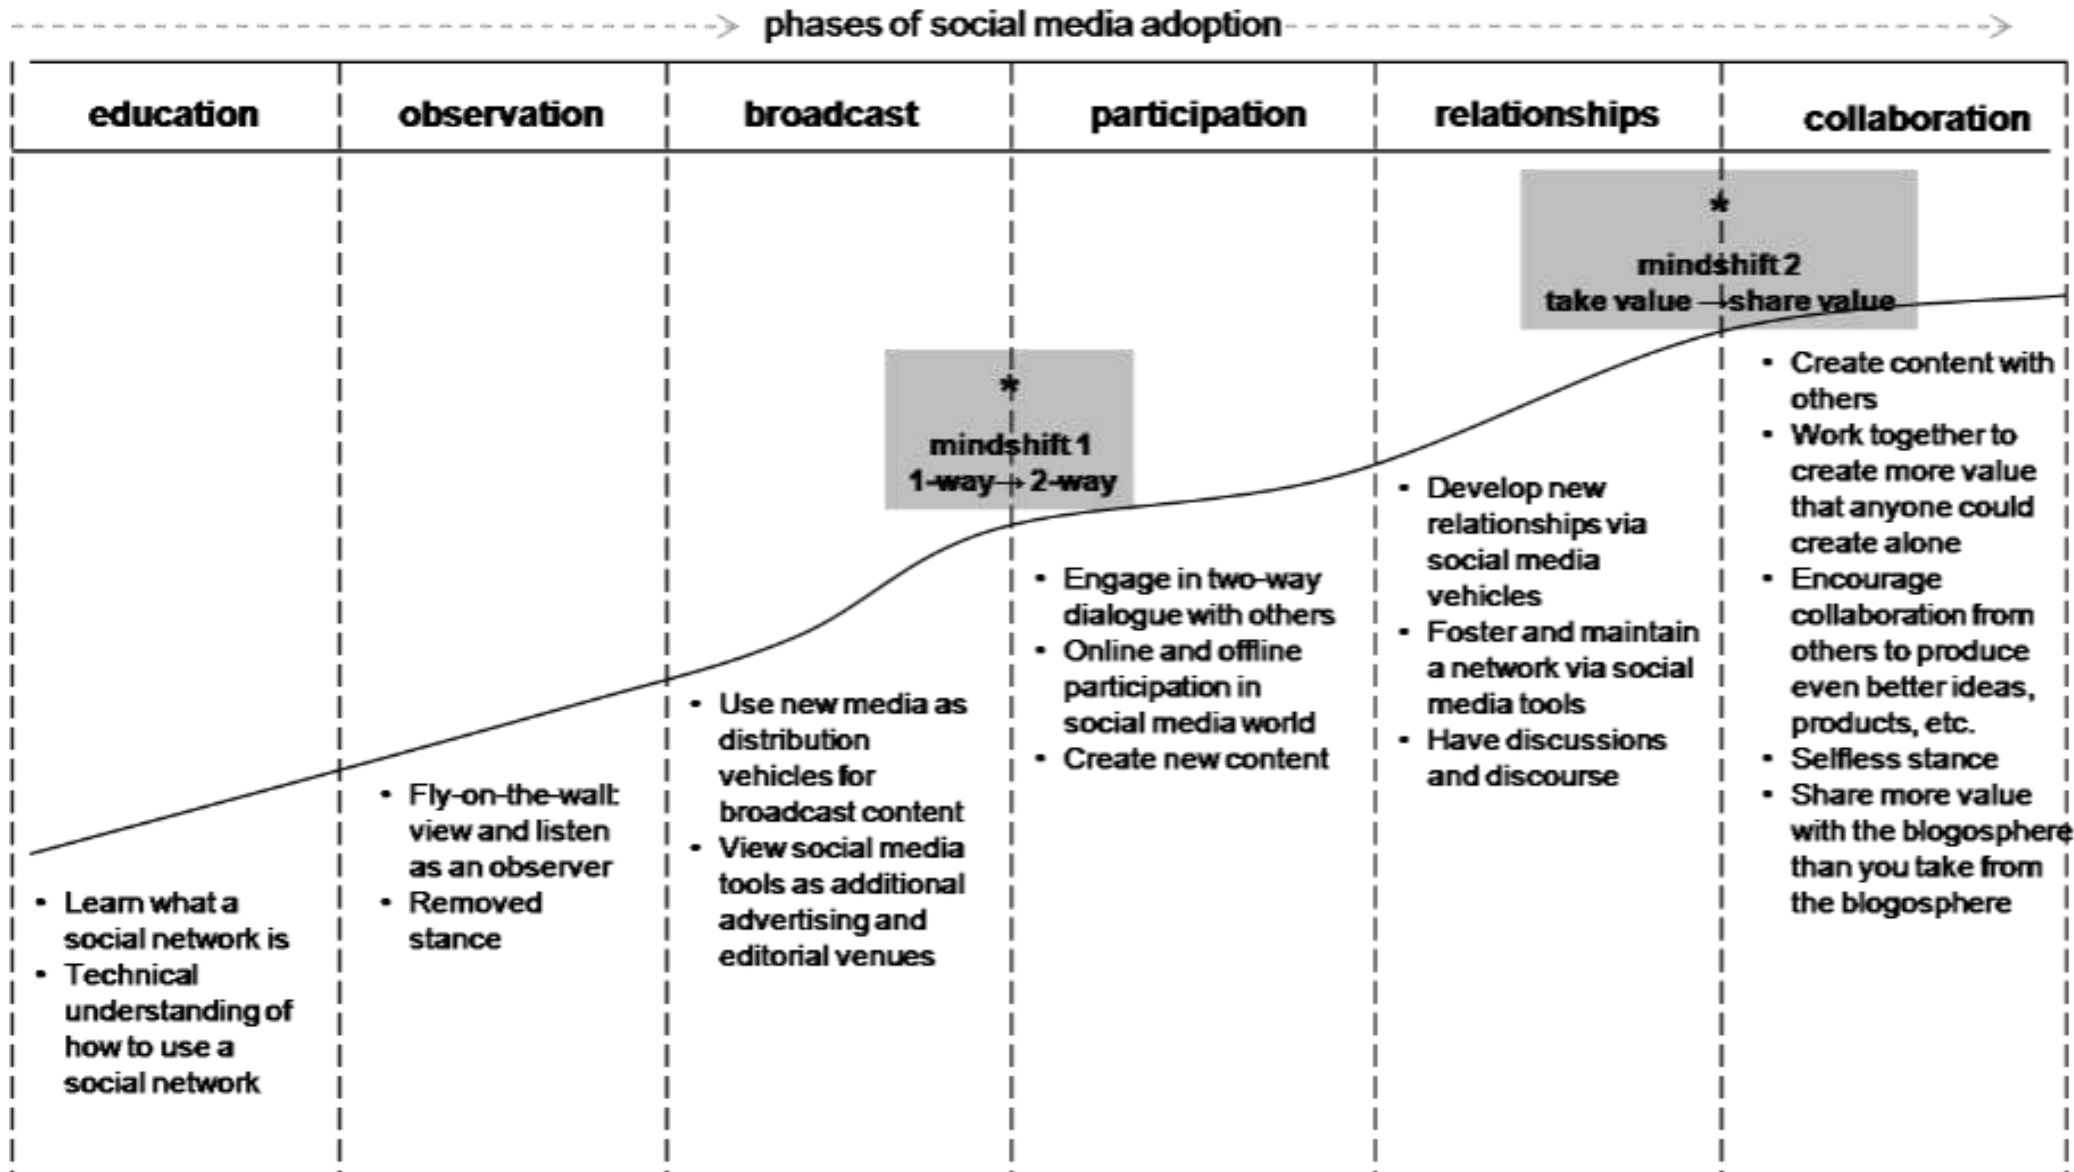 phases of social media adoption
education
observation
broadcast
participation
relationships
collaboration
*
mindshift 2
take value → share value
*
mindshift 1
1-way → 2-way
• Learn what a
social network is
• Technical
understanding of
how to use a
social network
• Fly-on-the-wall:
view and listen
as an observer
• Removed
stance
• Use new media as
distribution
vehicles for
broadcast content
• View social media
tools as additional
advertising and
editorial venues
• Engage in two-way
dialogue with others
• Online and offline
participation in
social media world
• Create new content
• Develop new
relationships via
social media
vehicles
• Foster and maintain
a network via social
media tools
• Have discussions
and discourse
• Create content with
others
• Work together to
create more value
that anyone could
create alone
• Encourage
collaboration from
others to produce
even better ideas,
products, etc.
• Selfless stance
• Share more value
with the blogosphere
than you take from
the blogosphere